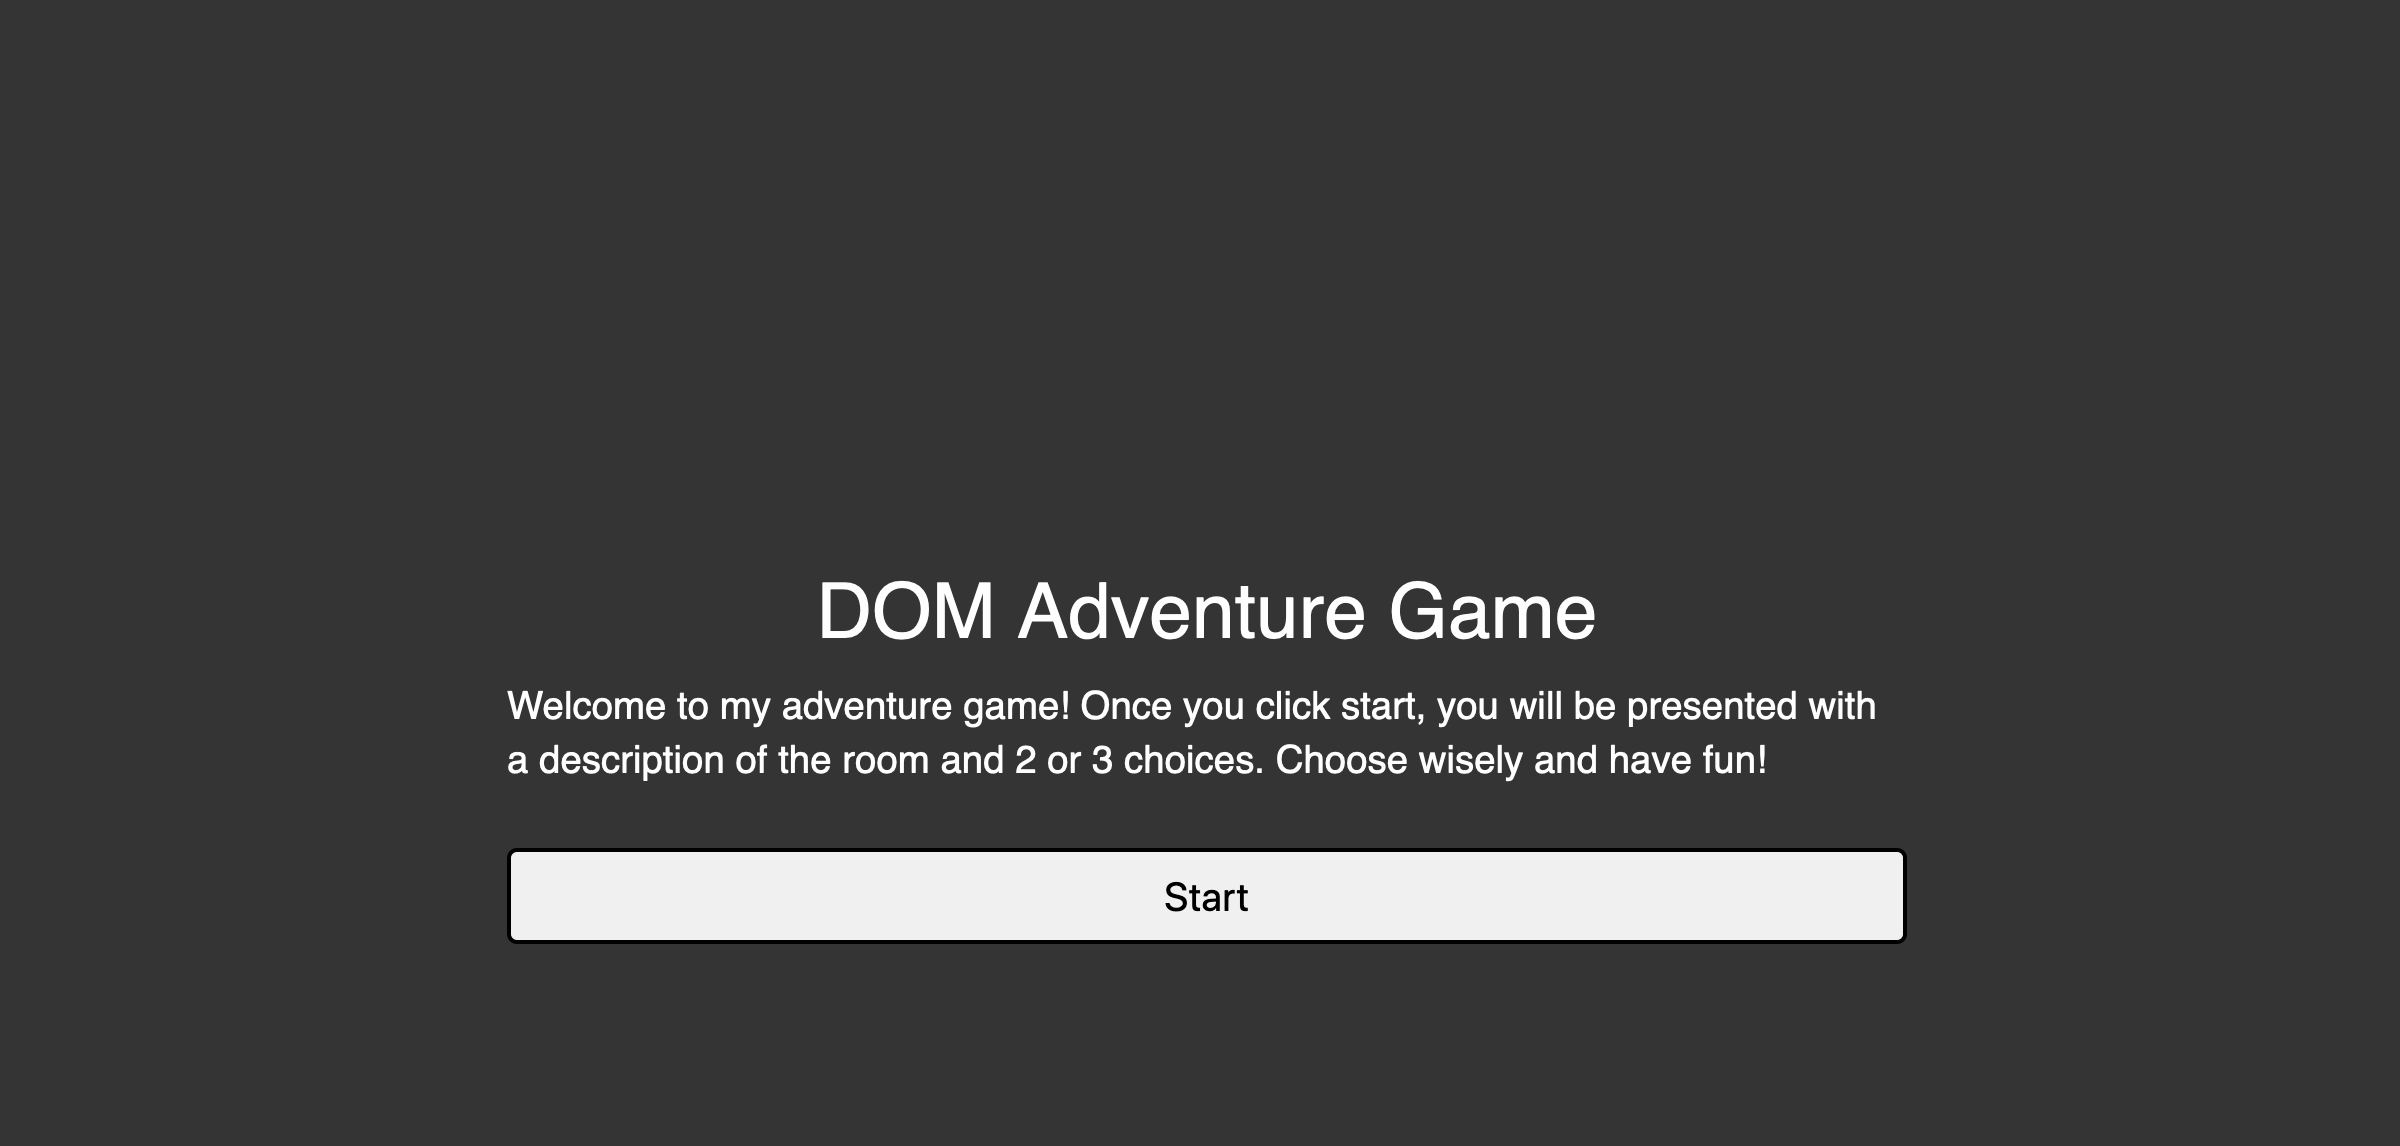 DOM Adventure Game
Welcome to my adventure game! Once you click start, you will be presented with
a description of the room and 2 or 3 choices. Choose wisely and have fun!
Start